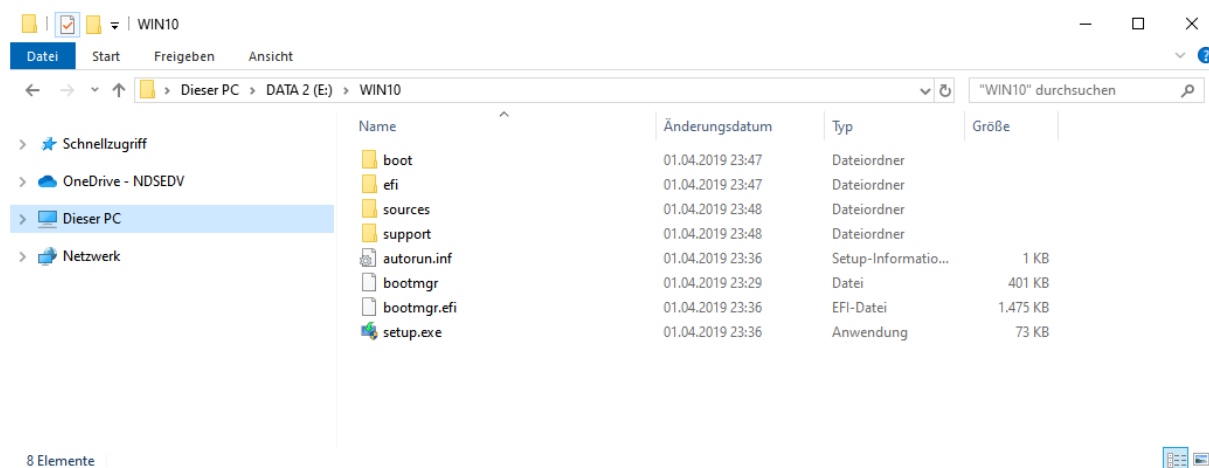 WIN10
Datei Start Freigeben Ansicht
Dieser PC DATA 2 (E:) WIN10 "WIN10" durchsuchen
Schnellzugriff
OneDrive - NDSEDV
Dieser PC
Netzwerk
Name Änderungsdatum Typ Größe
boot 01.04.2019 23:47 Dateiordner
efi 01.04.2019 23:47 Dateiordner
sources 01.04.2019 23:48 Dateiordner
support 01.04.2019 23:48 Dateiordner
autorun.inf 01.04.2019 23:36 Setup-Informatio... 1 KB
bootmgr 01.04.2019 23:29 Datei 401 KB
bootmgr.efi 01.04.2019 23:36 EFI-Datei 1.475 KB
setup.exe 01.04.2019 23:36 Anwendung 73 KB
8 Elemente